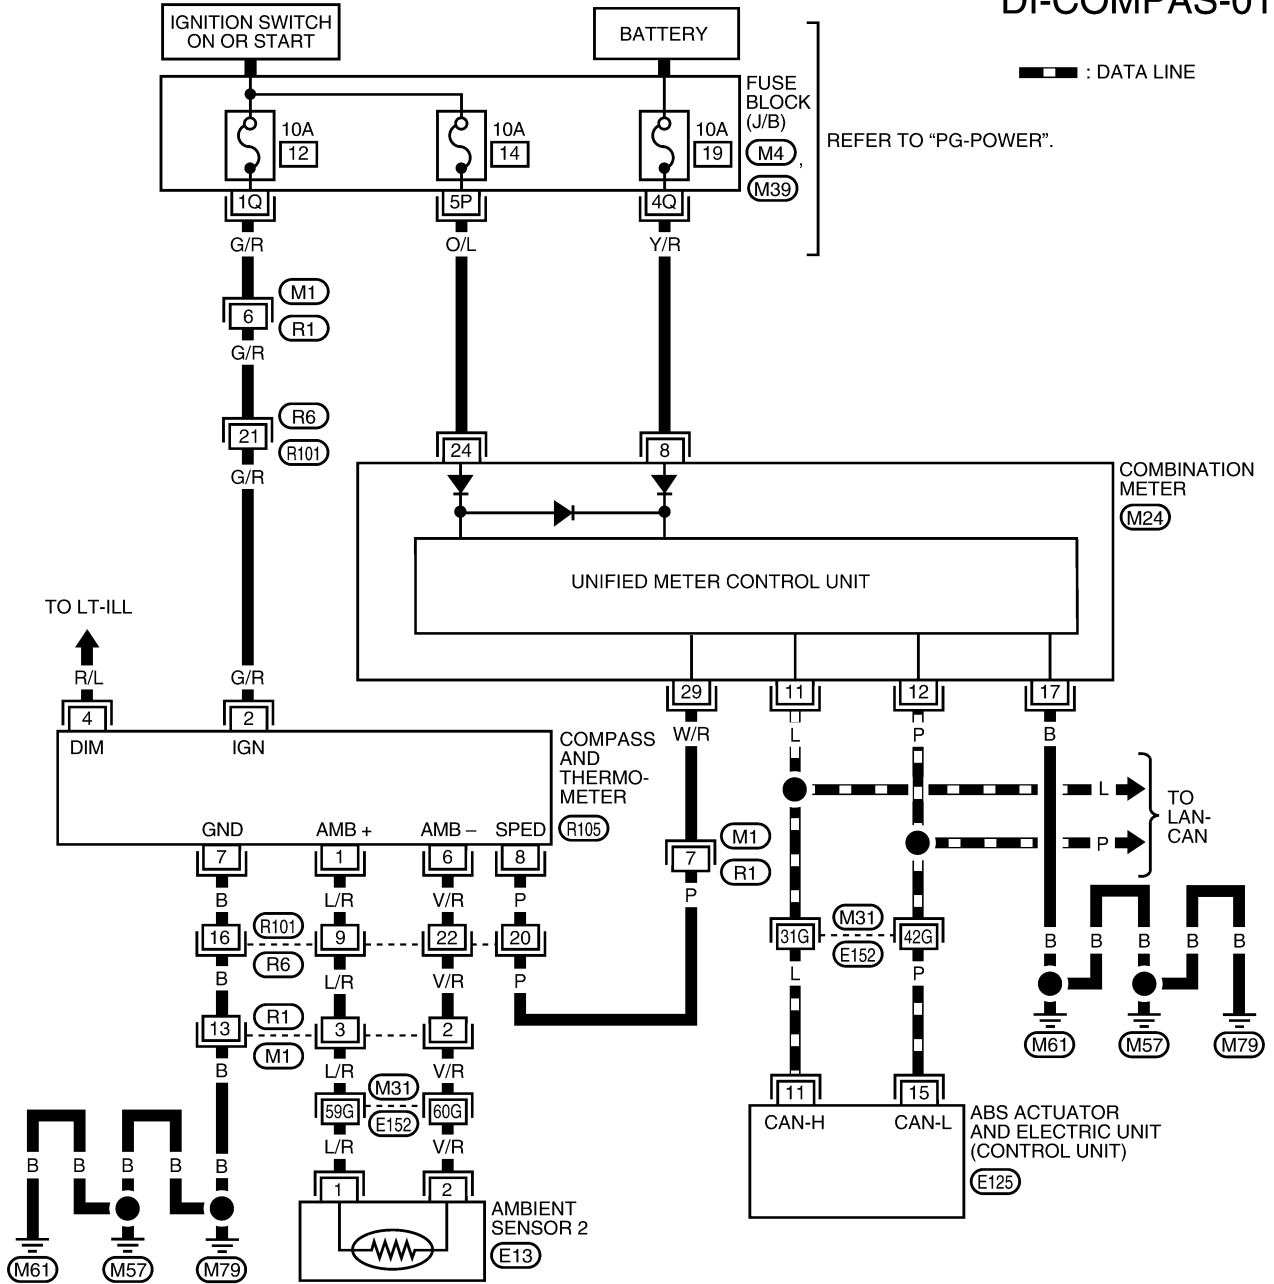 DI-COMPAS-01
IGNITION SWITCH
ON OR START
BATTERY
: DATA LINE
FUSE
BLOCK
(J/B)
M4 ,
M39
REFER TO “PG-POWER”.
10A
12
10A
14
10A
19
1Q
5P
4Q
G/R
O/L
Y/R
M1
6
R1
G/R
R6
21
R101
G/R
24
8
COMBINATION
METER
M24
UNIFIED METER CONTROL UNIT
TO LT-ILL
R/L
G/R
29
11
12
17
4
2
W/R
L
P
B
DIM
IGN
COMPASS
AND
THERMO-
METER
R105
L
P
TO
LAN-
CAN
GND
AMB +
AMB –
SPED
7
1
6
8
M1
7
R1
B
L/R
V/R
P
P
R101
16
9
22
20
R6
M31
31G
42G
E152
B
B
B
B
B
B
L/R
V/R
P
L
P
R1
13
3
2
M1
M61
M57
M79
B
L/R
V/R
M31
59G
60G
E152
11
15
CAN-H
CAN-L
ABS ACTUATOR
AND ELECTRIC UNIT
(CONTROL UNIT)
E125
B
B
B
B
B
L/R
V/R
1
2
AMBIENT
SENSOR 2
E13
M61
M57
M79